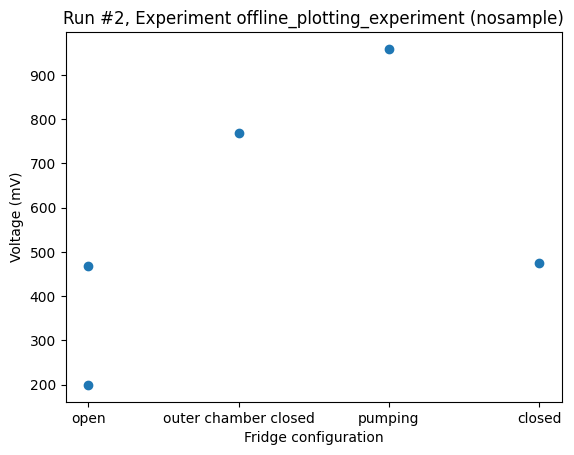 Run #2, Experiment offline_plotting_experiment (nosample)
900
800
700
600
500
400
300
200
Voltage (mV)
open
outer chamber closed
pumping
closed
Fridge configuration